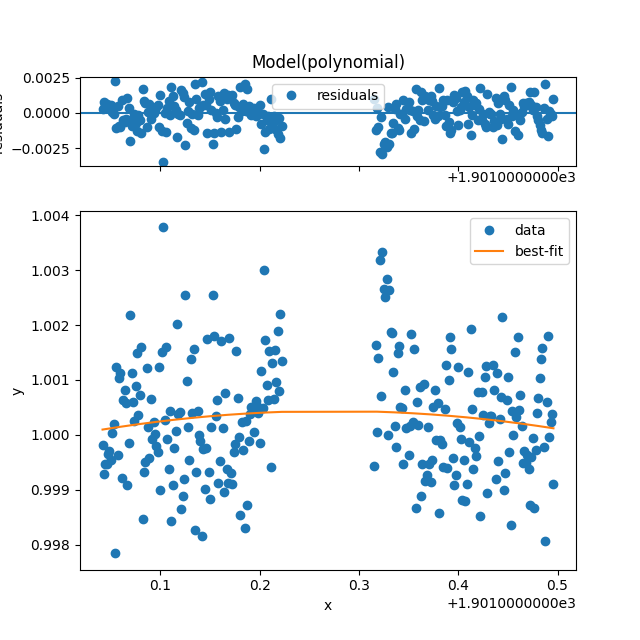 Model(polynomial)
0.0025
0.0000
−0.0025
residuals
+1.9010000000e3
1.004
1.003
1.002
1.001
1.000
0.999
0.998
y
data
best-fit
0.1
0.2
0.3
0.4
0.5
x
+1.9010000000e3